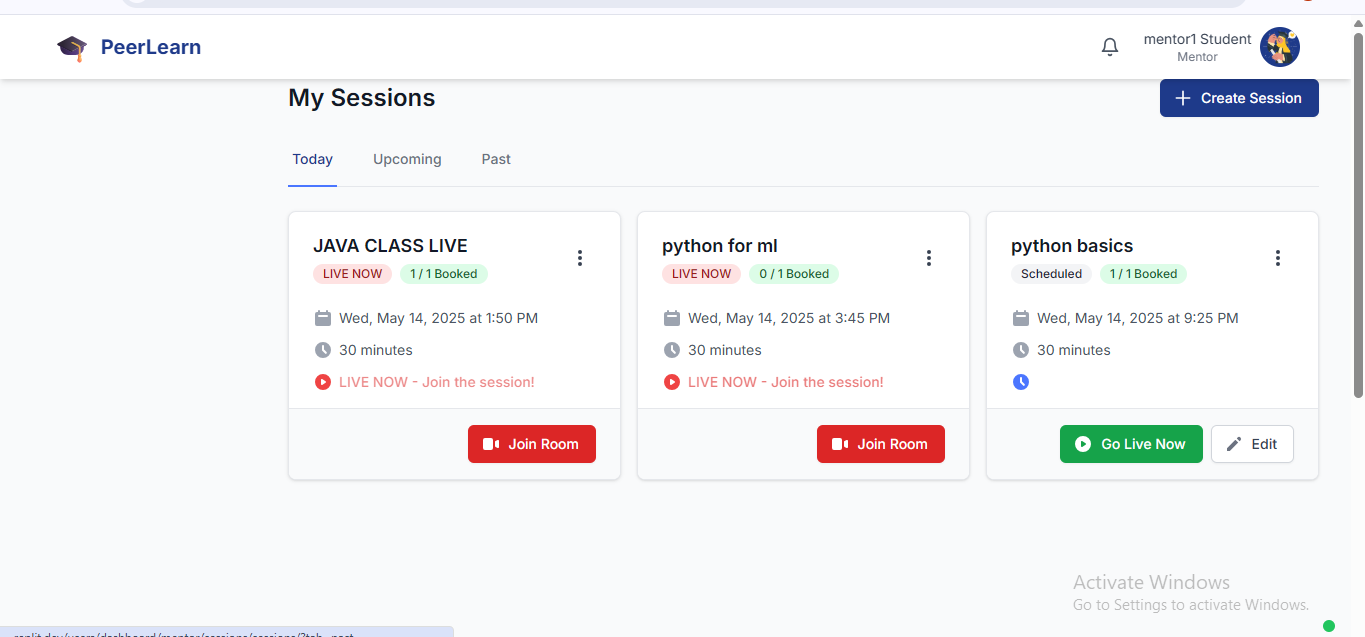 PeerLearn
mentor1 Student
Mentor
My Sessions
Create Session
Today Upcoming Past
JAVA CLASS LIVE
LIVE NOW 1 / 1 Booked
Wed, May 14, 2025 at 1:50 PM
30 minutes
LIVE NOW - Join the session!
Join Room
python for ml
LIVE NOW 0 / 1 Booked
Wed, May 14, 2025 at 3:45 PM
30 minutes
LIVE NOW - Join the session!
Join Room
python basics
Scheduled 1 / 1 Booked
Wed, May 14, 2025 at 9:25 PM
30 minutes
Go Live Now Edit
Activate Windows
Go to Settings to activate Windows.